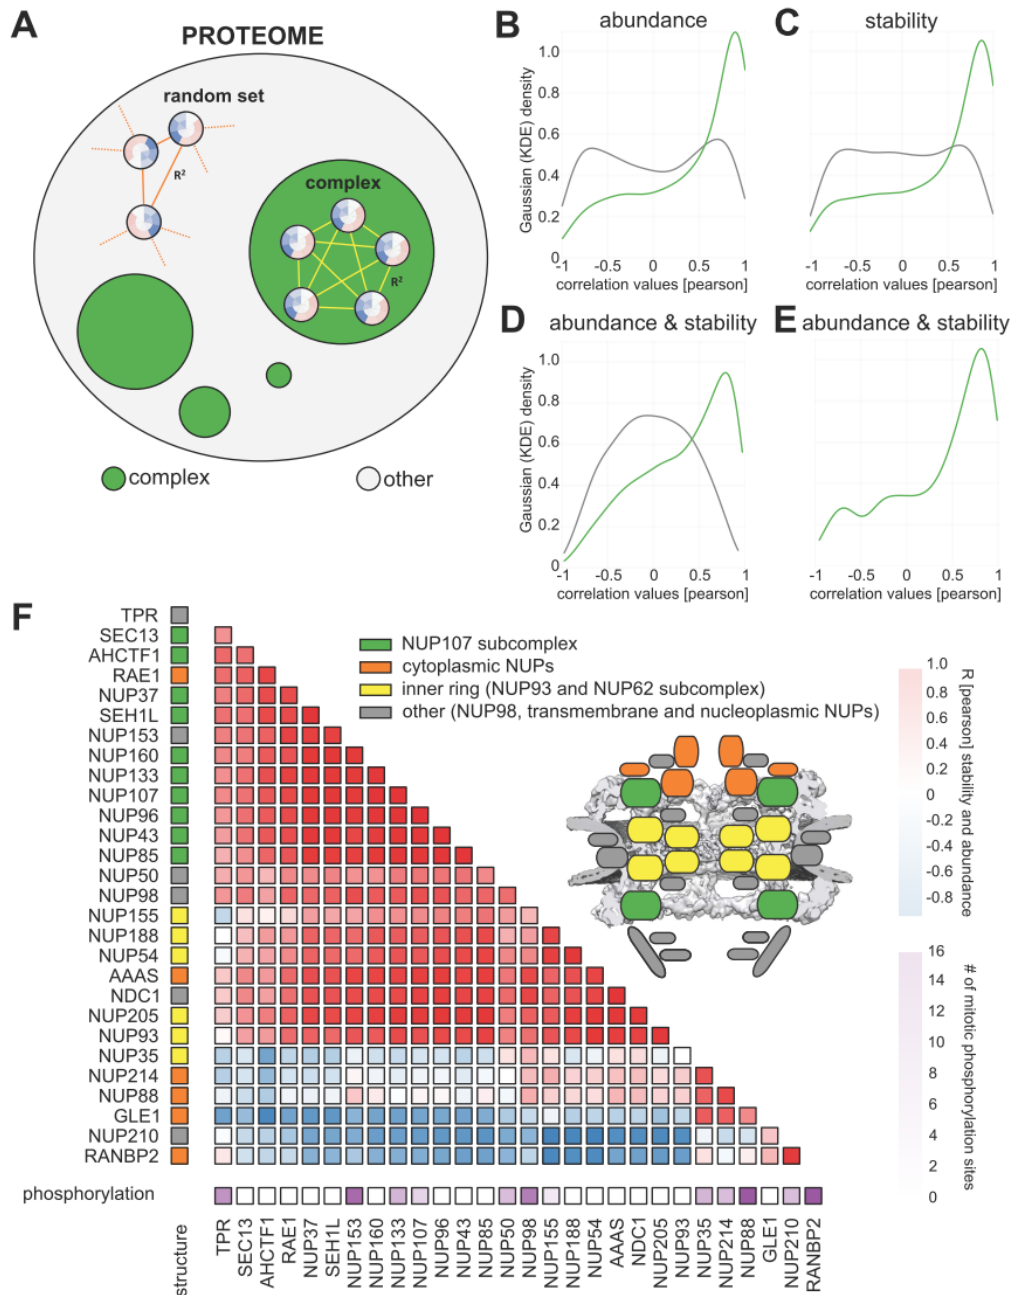 A
PROTEOME
random set
R²
complex
R²
complex
other
B
abundance
Gaussian (KDE) density
1.0
0.8
0.6
0.4
0.2
0
-1 -0.5 0 0.5 1
correlation values [pearson]
C
stability
-1 -0.5 0 0.5 1
correlation values [pearson]
D
abundance & stability
Gaussian (KDE) density
1.0
0.8
0.6
0.4
0.2
0
-1 -0.5 0 0.5 1
correlation values [pearson]
E
abundance & stability
-1 -0.5 0 0.5 1
correlation values [pearson]
F
TPR
SEC13
AHCTF1
RAE1
NUP37
SEH1L
NUP153
NUP160
NUP133
NUP107
NUP96
NUP43
NUP85
NUP50
NUP98
NUP155
NUP188
NUP54
AAAS
NDC1
NUP205
NUP93
NUP35
NUP214
NUP88
GLE1
NUP210
RANBP2
phosphorylation
structure
TPR
SEC13
AHCTF1
RAE1
NUP37
SEH1L
NUP153
NUP160
NUP133
NUP107
NUP96
NUP43
NUP85
NUP50
NUP98
NUP155
NUP188
NUP54
AAAS
NDC1
NUP205
NUP93
NUP35
NUP214
NUP88
GLE1
NUP210
RANBP2
NUP107 subcomplex
cytoplasmic NUPs
inner ring (NUP93 and NUP62 subcomplex)
other (NUP98, transmembrane and nucleoplasmic NUPs)
1.0
0.8
0.6
0.4
0.2
0
-0.2
-0.4
-0.6
-0.8
R [pearson] stability and abundance
16
14
12
10
8
6
4
2
0
# of mitotic phosphorylation sites